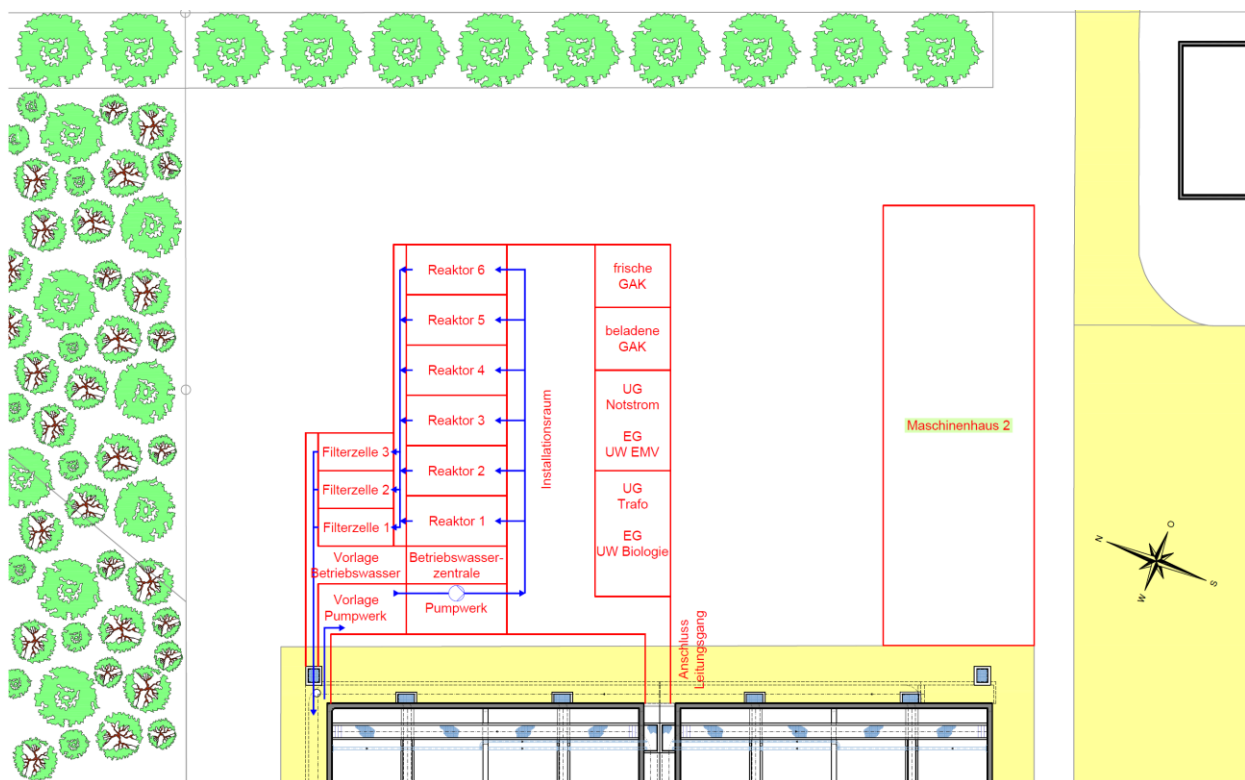 Reaktor 6
Reaktor 5
Reaktor 4
Reaktor 3
Reaktor 2
Reaktor 1
Filterzelle 3
Filterzelle 2
Filterzelle 1
Vorlage
Betriebswasser
Betriebswasser-
zentrale
Vorlage
Pumpwerk
Pumpwerk
Installationsraum
frische
GAK
beladene
GAK
UG
Notstrom
EG
UW EMV
UG
Trafo
EG
UW Biologie
Anschluss
Leitungsgang
Maschinenhaus 2
N
O
S
W